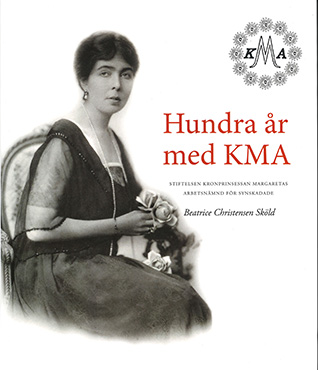 KMA
Hundra år
med KMA
STIFTELSEN KRONPRINSESSAN MARGARETAS
ARBETSNÄMND FÖR SYNSKADADE
Beatrice Christensen Sköld